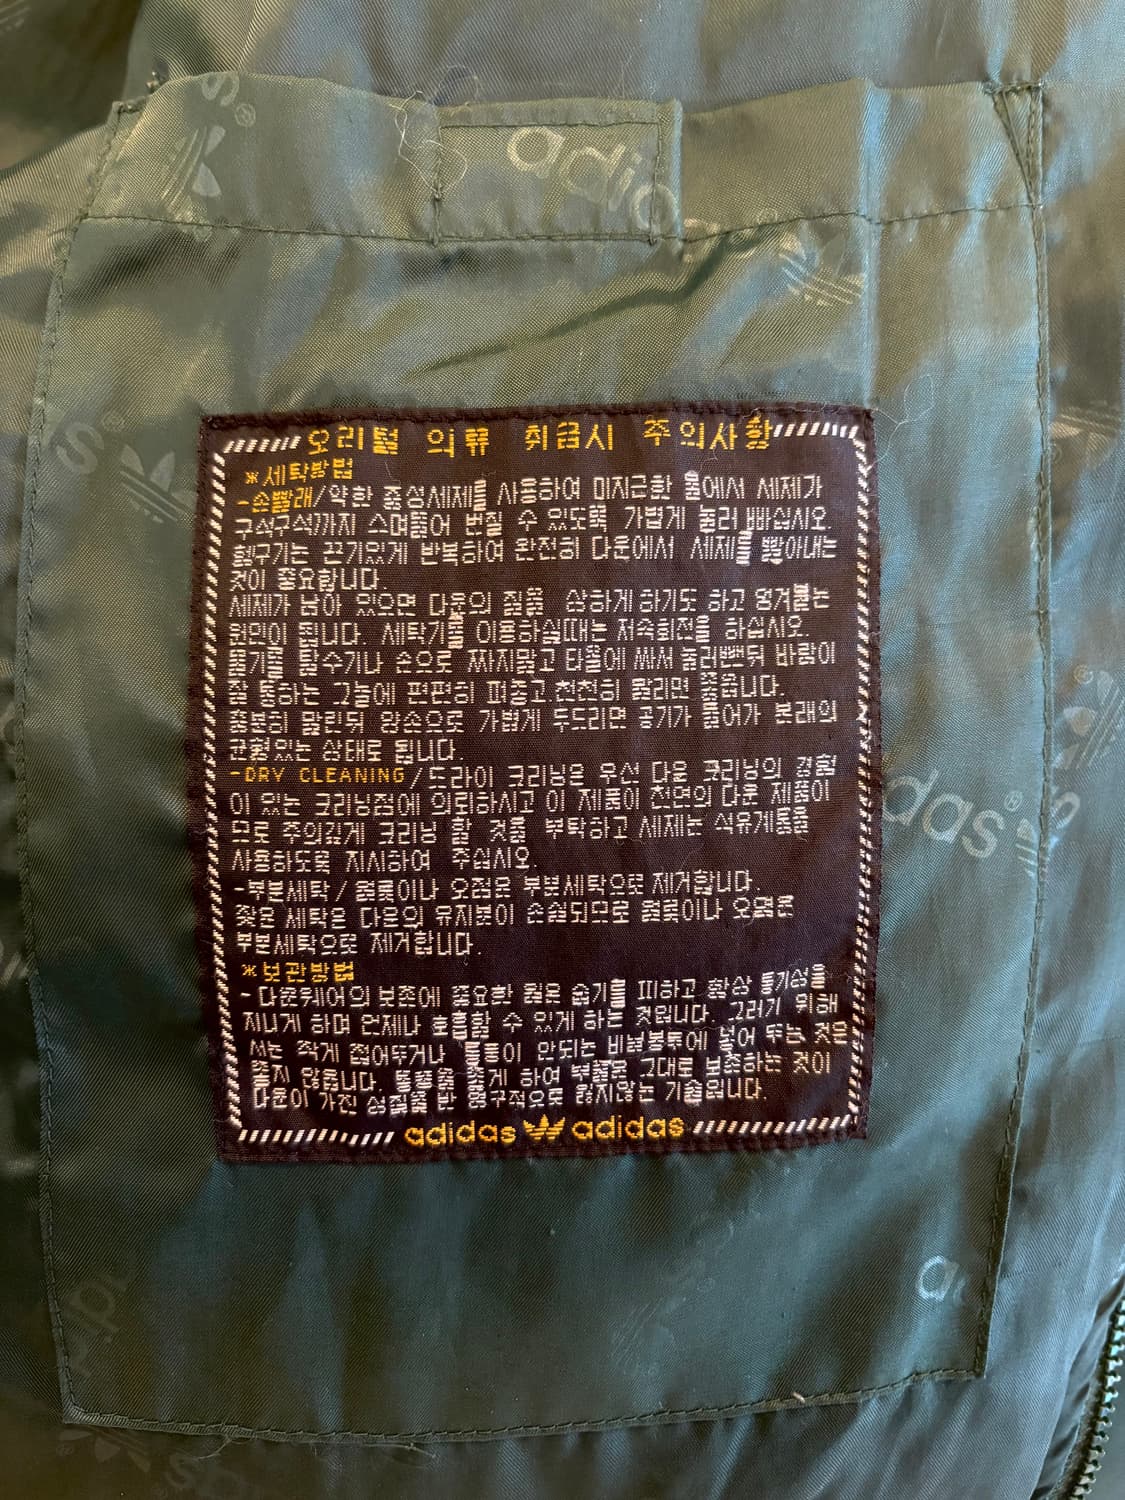 adidas
오리털 의류 취급시 주의사항
*세탁방법
-손빨래/약한 중성세제를 사용하여 미지근한 물에서 세제가
구석구석까지 스며들어 번질 수 있도록 가볍게 눌러 빠십시오.
헹구기는 끈기있게 반복하여 완전히 다운에서 세제를 빨아내는
것이 중요합니다.
세제가 남아 있으면 다운의 질을 상하게 하기도 하고 엉겨붙는
원인이 됩니다. 세탁기를 이용하실때는 저속회전을 하십시오.
물기를 탈수기나 손으로 짜지말고 타올에 싸서 눌러뺀뒤 바람이
잘 통하는 그늘에 편편히 펴놓고 천천히 말리면 좋읍니다.
충분히 말린뒤 양손으로 가볍게 두드리면 공기가 들어가 본래의
균형있는 상태로 됩니다.
-DRY CLEANING/드라이 크리닝은 우선 다운 크리닝의 경험
이 있는 크리닝점에 의뢰하시고 이 제품이 천연의 다운 제품이
므로 주의깊게 크리닝 할 것을 부탁하고 세제는 석유계통을
사용하도록 지시하여 주십시오.
-부분세탁/얼룩이나 오점은 부분세탁으로 제거합니다.
잦은 세탁은 다운의 유지분이 손실되므로 얼룩이나 오염은
부분세탁으로 제거합니다.
*보관방법
-다운웨어의 보존에 중요한 점은 습기를 피하고 항상 통기성을
지니게 하며 언제나 호흡할 수 있게 하는 것입니다. 그러기 위해
서는 작게 접어두거나 통풍이 안되는 비닐봉투에 넣어 두는 것은
좋지 않읍니다. 통풍을 좋게 하여 부풀음 그대로 보존하는 것이
다운이 가진 성질을 반 영구적으로 잃지않는 기술입니다.
adidas adidas
das
adidas